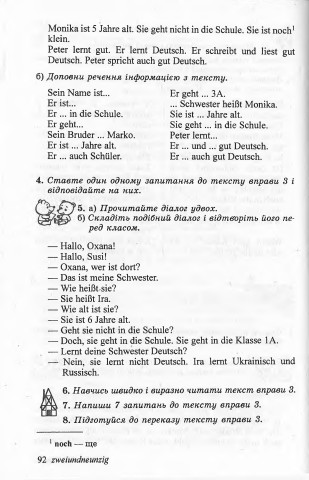 Monika ist 5 Jahre alt. Sie geht nicht in die Schule. Sie ist noch¹
klein.
Peter lernt gut. Er lernt Deutsch. Er schreibt und liest gut
Deutsch. Peter spricht auch gut Deutsch.
б) Доповни речення інформацією з тексту.
Sein Name ist...
Er ist...
Er ... in die Schule.
Er geht...
Sein Bruder ... Marko.
Er ist ... Jahre alt.
Er ... auch Schüler.
Er geht ... 3A.
... Schwester heißt Monika.
Sie ist ... Jahre alt.
Sie geht ... in die Schule.
Peter lernt...
Er ... und ... gut Deutsch.
Er ... auch gut Deutsch.
4. Ставте один одному запитання до тексту вправи 3 і
відповідайте на них.
5. а) Прочитайте діалог удвох.
б) Складіть подібний діалог і відтворіть його пе-
ред класом.
— Hallo, Oxana!
— Hallo, Susi!
— Oxana, wer ist dort?
— Das ist meine Schwester.
— Wie heißt sie?
— Sie heißt Ira.
— Wie alt ist sie?
— Sie ist 6 Jahre alt.
— Geht sie nicht in die Schule?
— Doch, sie geht in die Schule. Sie geht in die Klasse 1A.
— Lernt deine Schwester Deutsch?
— Nein, sie lernt nicht Deutsch. Ira lernt Ukrainisch und
Russisch.
6. Навчись швидко і виразно читати текст вправи 3.
7. Напиши 7 запитань до тексту вправи 3.
8. Підготуйся до переказу тексту вправи 3.
¹ noch — ще
92 zweiundneunzig